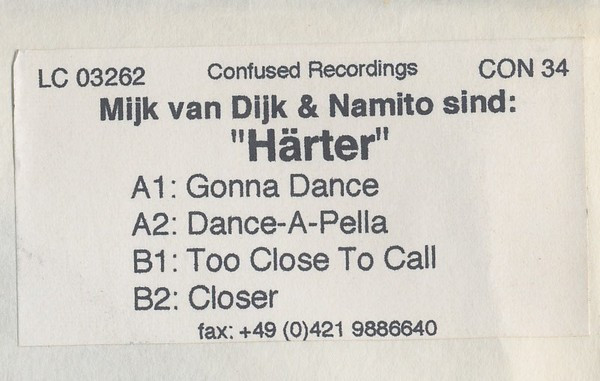 LC 03262 Confused Recordings CON 34
Mijk van Dijk & Namito sind:
"Härter"
A1: Gonna Dance
A2: Dance-A-Pella
B1: Too Close To Call
B2: Closer
fax: +49 (0)421 9886640